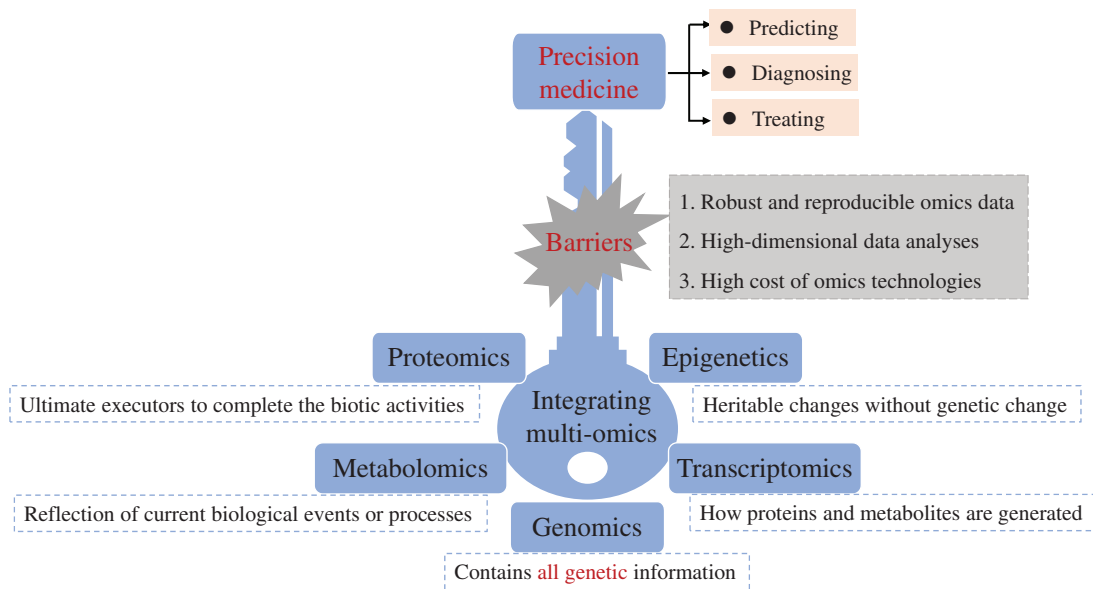 Precision
medicine
● Predicting
● Diagnosing
● Treating
Barriers
1. Robust and reproducible omics data
2. High-dimensional data analyses
3. High cost of omics technologies
Proteomics
Epigenetics
Ultimate executors to complete the biotic activities
Integrating
multi-omics
Heritable changes without genetic change
Metabolomics
Transcriptomics
Reflection of current biological events or processes
Genomics
How proteins and metabolites are generated
Contains all genetic information